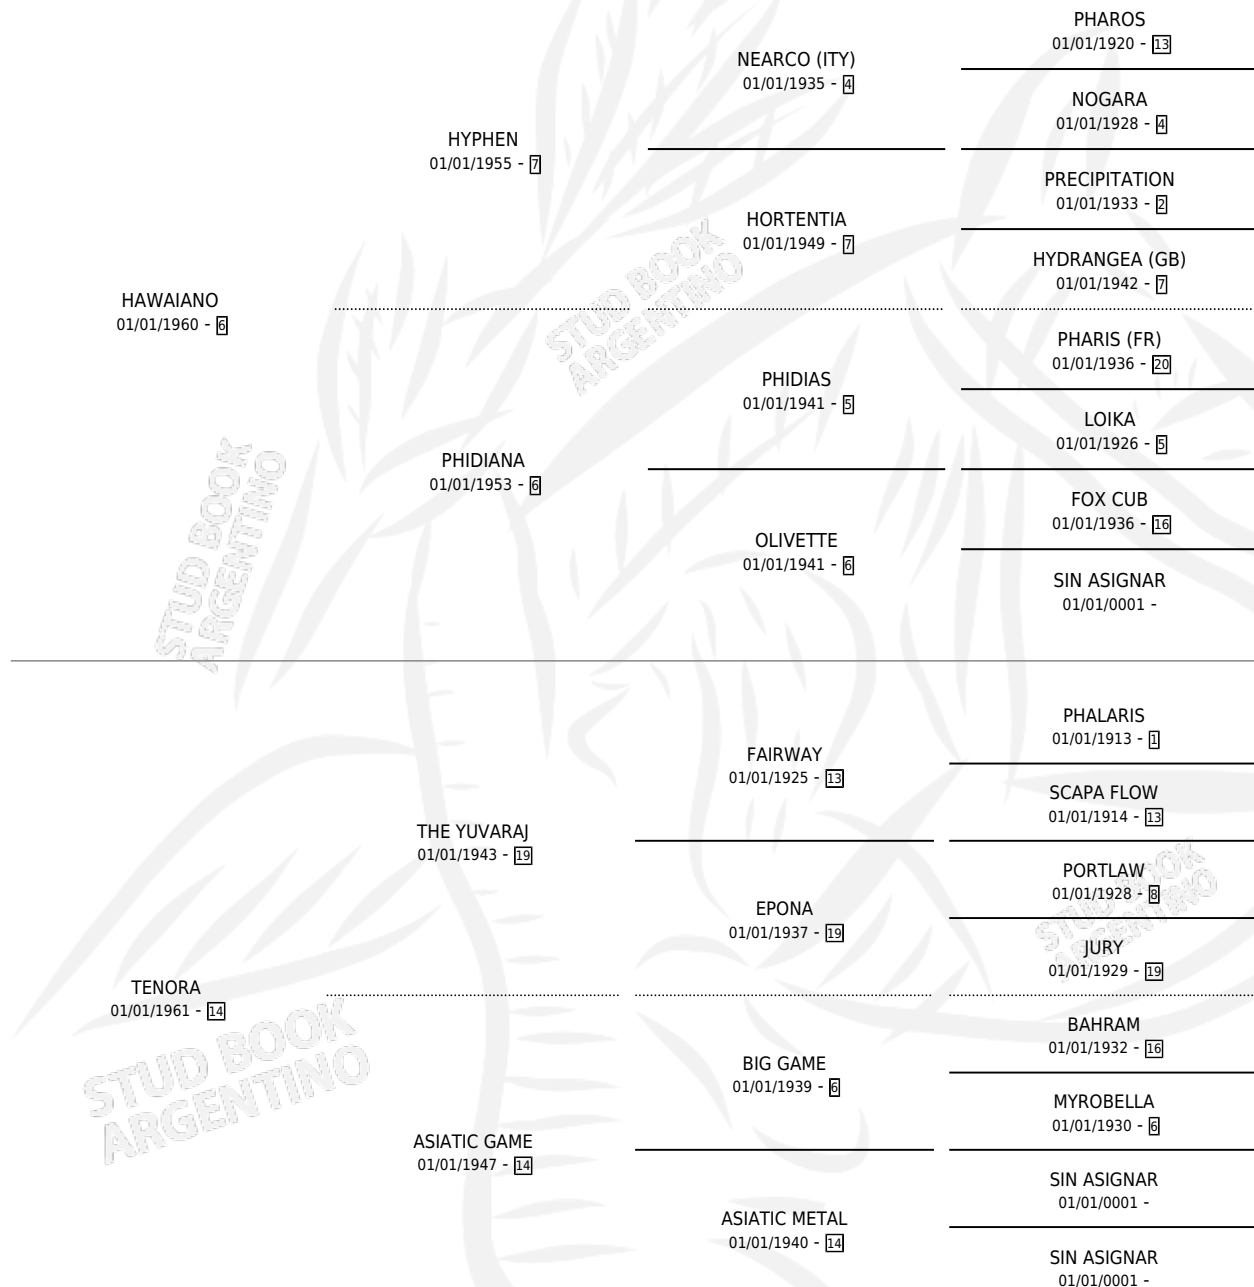 PHAROS
01/01/1920 - 13
NEARCO (ITY)
01/01/1935 - 4
NOGARA
01/01/1928 - 4
HYPHEN
01/01/1955 - 7
PRECIPITATION
01/01/1933 - 2
HORTENTIA
01/01/1949 - 7
HYDRANGEA (GB)
01/01/1942 - 7
HAWAIANO
01/01/1960 - 6
PHARIS (FR)
01/01/1936 - 20
PHIDIAS
01/01/1941 - 5
LOIKA
01/01/1926 - 5
PHIDIANA
01/01/1953 - 6
FOX CUB
01/01/1936 - 16
OLIVETTE
01/01/1941 - 6
SIN ASIGNAR
01/01/0001 -
PHALARIS
01/01/1913 - 1
FAIRWAY
01/01/1925 - 13
SCAPA FLOW
01/01/1914 - 13
THE YUVARAJ
01/01/1943 - 19
PORTLAW
01/01/1928 - 8
EPONA
01/01/1937 - 19
JURY
01/01/1929 - 19
TENORA
01/01/1961 - 14
BAHRAM
01/01/1932 - 16
BIG GAME
01/01/1939 - 6
MYROBELLA
01/01/1930 - 6
ASIATIC GAME
01/01/1947 - 14
SIN ASIGNAR
01/01/0001 -
ASIATIC METAL
01/01/1940 - 14
SIN ASIGNAR
01/01/0001 -
STUD BOOK
ARGENTINO
STUD BOOK
ARGENTINO
STUD BOOK
ARGENTINO
STUD BOOK
ARGENTINO